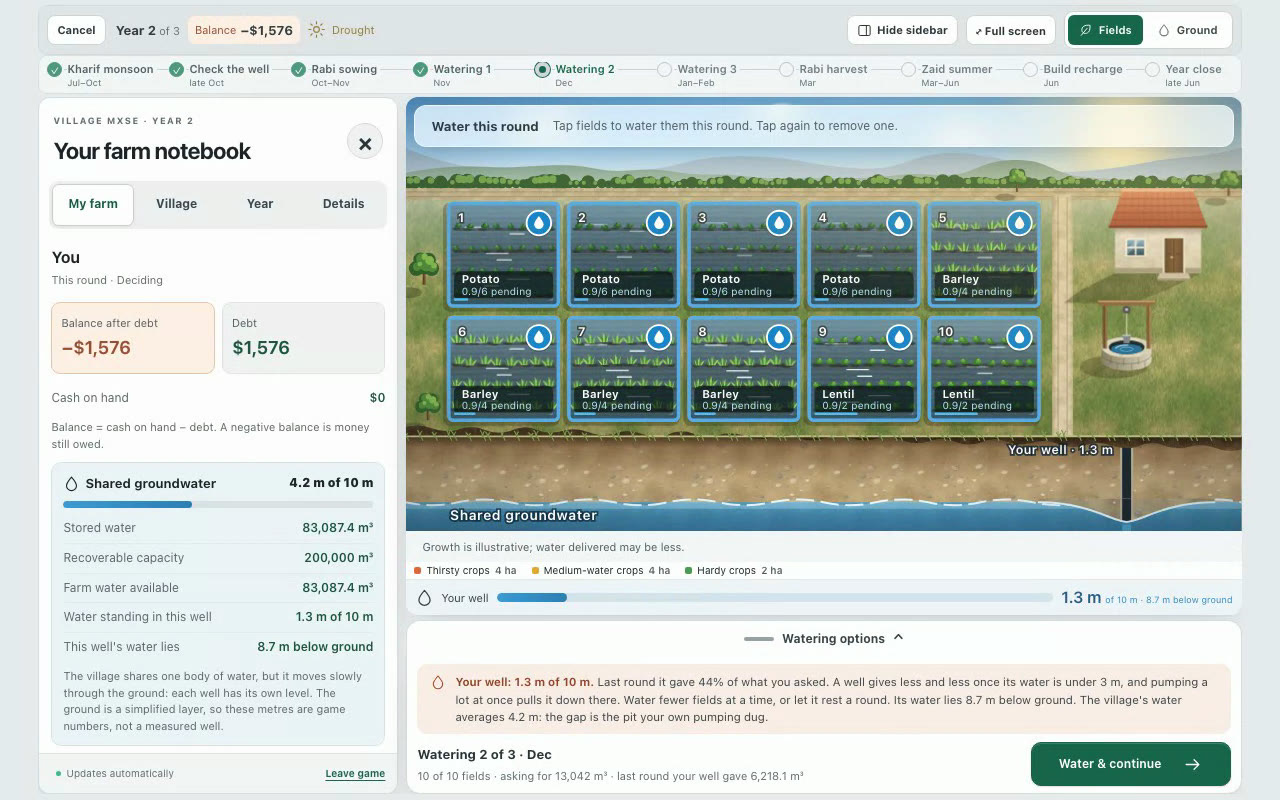 Cancel
Year 2 of 3
Balance −$1,576
Drought
Hide sidebar
Full screen
Fields
Ground
Kharif monsoon
Jul–Oct
Check the well
late Oct
Rabi sowing
Oct–Nov
Watering 1
Nov
Watering 2
Dec
Watering 3
Jan–Feb
Rabi harvest
Mar
Zaid summer
Mar–Jun
Build recharge
Jun
Year close
late Jun
VILLAGE MXSE · YEAR 2
Your farm notebook
My farm
Village
Year
Details
You
This round · Deciding
Balance after debt
−$1,576
Debt
$1,576
Cash on hand
$0
Balance = cash on hand − debt. A negative balance is money
still owed.
Shared groundwater
4.2 m of 10 m
Stored water
83,087.4 m³
Recoverable capacity
200,000 m³
Farm water available
83,087.4 m³
Water standing in this well
1.3 m of 10 m
This well's water lies
8.7 m below ground
The village shares one body of water, but it moves slowly
through the ground: each well has its own level. The
ground is a simplified layer, so these metres are game
numbers, not a measured well.
Updates automatically
Leave game
Water this round
Tap fields to water them this round. Tap again to remove one.
1
Potato
0.9/6 pending
2
Potato
0.9/6 pending
3
Potato
0.9/6 pending
4
Potato
0.9/6 pending
5
Barley
0.9/4 pending
6
Barley
0.9/4 pending
7
Barley
0.9/4 pending
8
Barley
0.9/4 pending
9
Lentil
0.9/2 pending
10
Lentil
0.9/2 pending
Your well · 1.3 m
Shared groundwater
Growth is illustrative; water delivered may be less.
Thirsty crops 4 ha
Medium-water crops 4 ha
Hardy crops 2 ha
Your well
1.3 m of 10 m · 8.7 m below ground
Watering options
Your well: 1.3 m of 10 m. Last round it gave 44% of what you asked. A well gives less and less once its water is under 3 m, and pumping a
lot at once pulls it down there. Water fewer fields at a time, or let it rest a round. Its water lies 8.7 m below ground. The village's water
averages 4.2 m: the gap is the pit your own pumping dug.
Watering 2 of 3 · Dec
10 of 10 fields · asking for 13,042 m³ · last round your well gave 6,218.1 m³
Water & continue